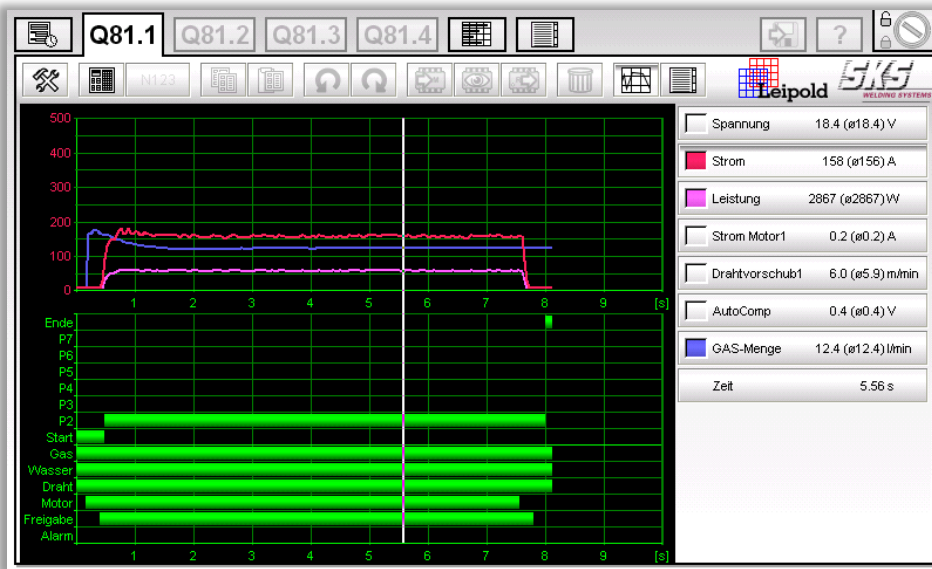 Q81.1 Q81.2 Q81.3 Q81.4 ?
N123 Leipold SKS
WELDING SYSTEMS
500
400
300
200
100
0
1 2 3 4 5 6 7 8 9 [s]
Ende
P7
P6
P5
P4
P3
P2
Start
Gas
Wasser
Draht
Motor
Freigabe
Alarm
1 2 3 4 5 6 7 8 9 [s]
Spannung 18.4 (ø18.4) V
Strom 158 (ø156) A
Leistung 2867 (ø2867) W
Strom Motor1 0.2 (ø0.2) A
Drahtvorschub1 6.0 (ø5.9) m/min
AutoComp 0.4 (ø0.4) V
GAS-Menge 12.4 (ø12.4) l/min
Zeit 5.56 s